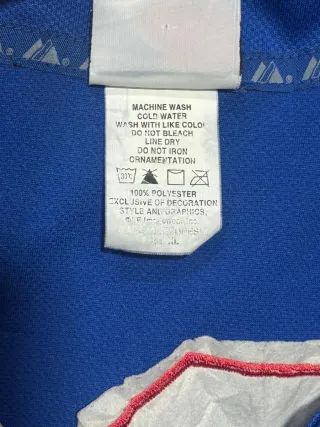 MACHINE WASH
COLD WATER
WASH WITH LIKE COLO
DO NOT BLEACH
LINE DRY
DO NOT IRON
ORNAMENTATION
30°C
100% POLYESTER
EXCLUSIVE OF DECORATION
STYLE AND GRAPHICS,